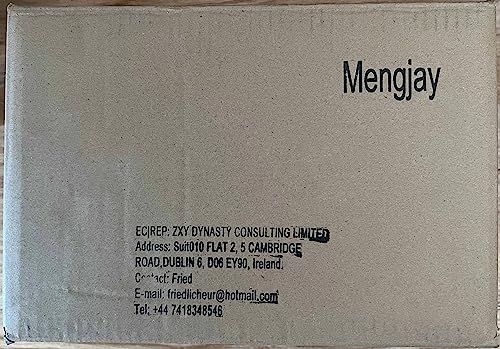 Mengjay
EC|REP: ZXY DYNASTY CONSULTING LIMITED
Address: Suit010 FLAT 2, 5 CAMBRIDGE
ROAD,DUBLIN 6, D06 EY90, Ireland.
Contact: Fried
E-mail: friedlicheur@hotmail.com
Tel: +44 7418348546